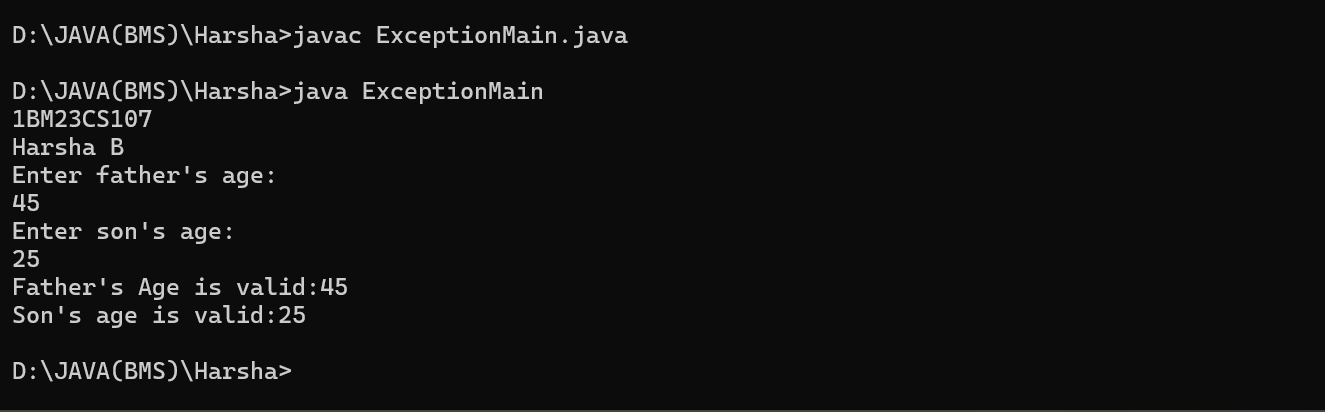 D:\JAVA(BMS)\Harsha>javac ExceptionMain.java
D:\JAVA(BMS)\Harsha>java ExceptionMain
1BM23CS107
Harsha B
Enter father's age:
45
Enter son's age:
25
Father's Age is valid:45
Son's age is valid:25
D:\JAVA(BMS)\Harsha>